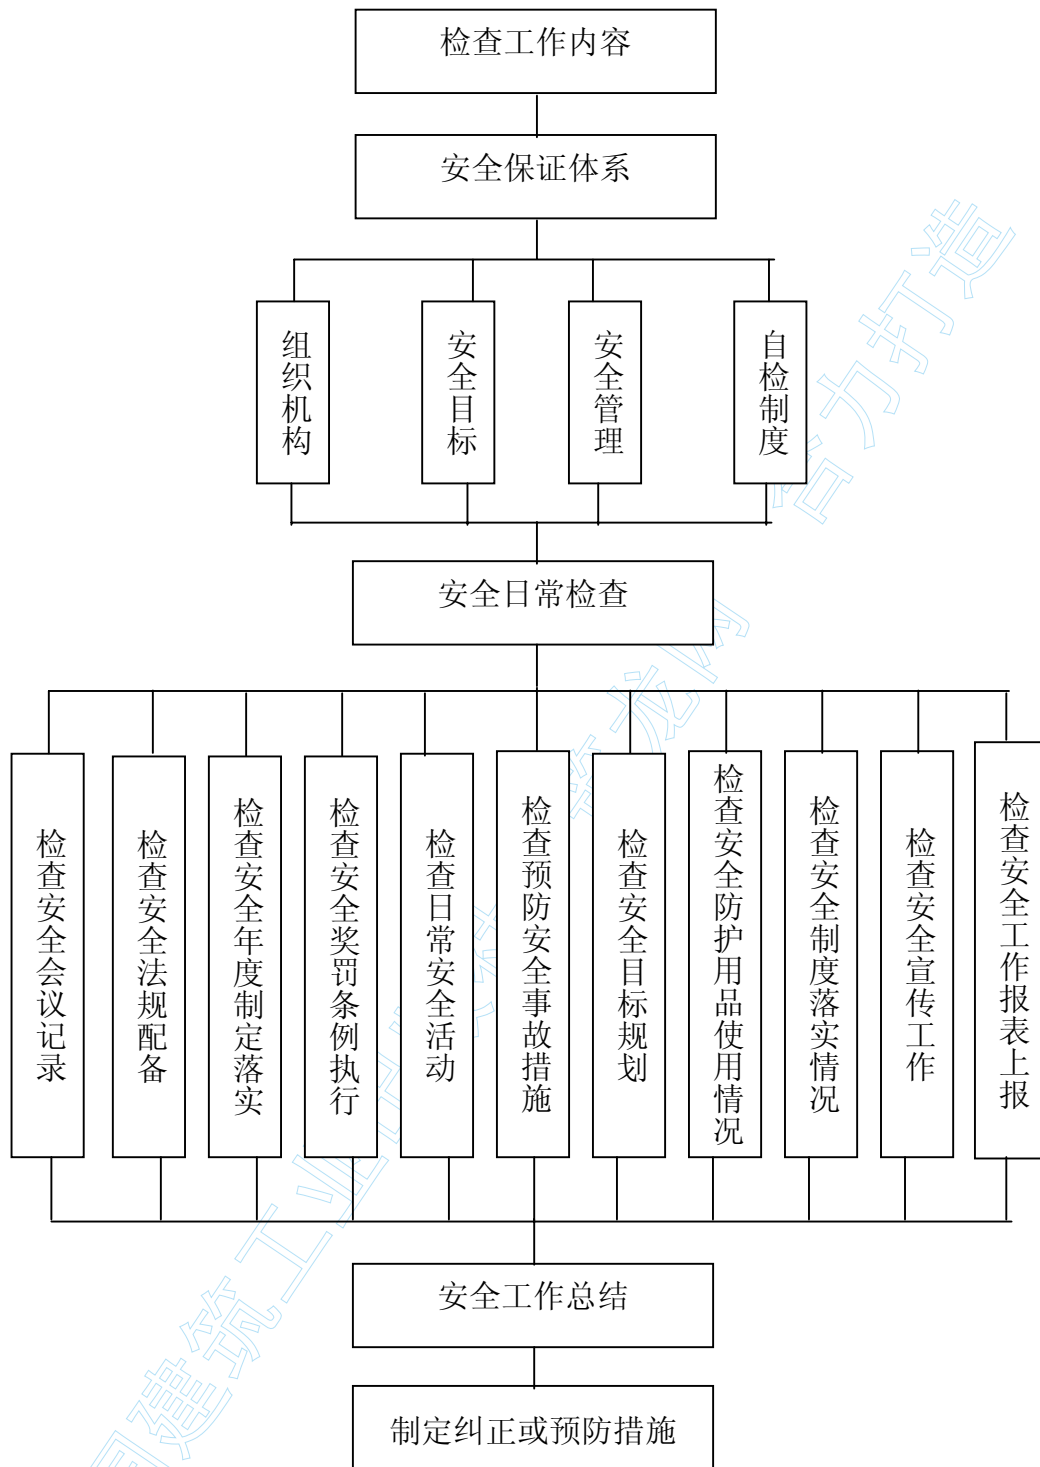 检查工作内容
安全保证体系
组织机构
安全目标
安全管理
自检制度
安全日常检查
检查安全会议记录
检查安全法规配备
检查安全年度制定落实
检查安全奖罚条例执行
检查日常安全活动
检查预防安全事故措施
检查安全目标规划
检查安全防护用品使用情况
检查安全制度落实情况
检查安全宣传工作
检查安全工作报表上报
安全工作总结
制定纠正或预防措施